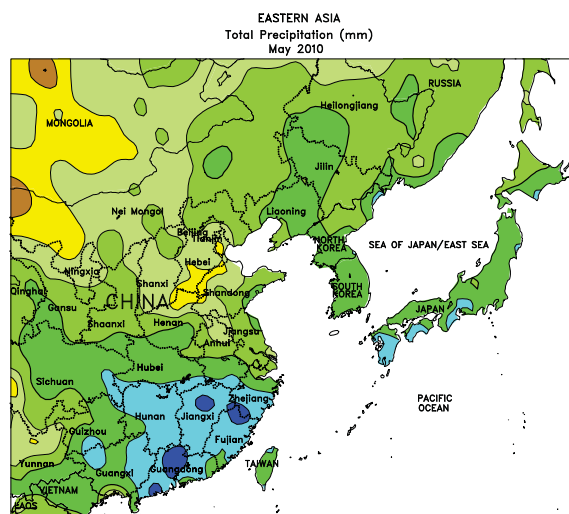 EASTERN ASIA
Total Precipitation (mm)
May 2010
RUSSIA
Heilongjiang
MONGOLIA
Jilin
Nei Mongol
Liaoning
Beijing
Tianjin
NORTH
KOREA
SEA OF JAPAN/EAST SEA
Hebei
Ningxia
Shanxi
Qinghai
SOUTH
KOREA
Shandong
CHINA
Gansu
JAPAN
Shaanxi
Henan
Jiangsu
Anhui
Hubei
Sichuan
PACIFIC
OCEAN
Zhejiang
Hunan
Jiangxi
Guizhou
Fujian
Yunnan
Guangxi
Guangdong
TAIWAN
VIETNAM
LAOS